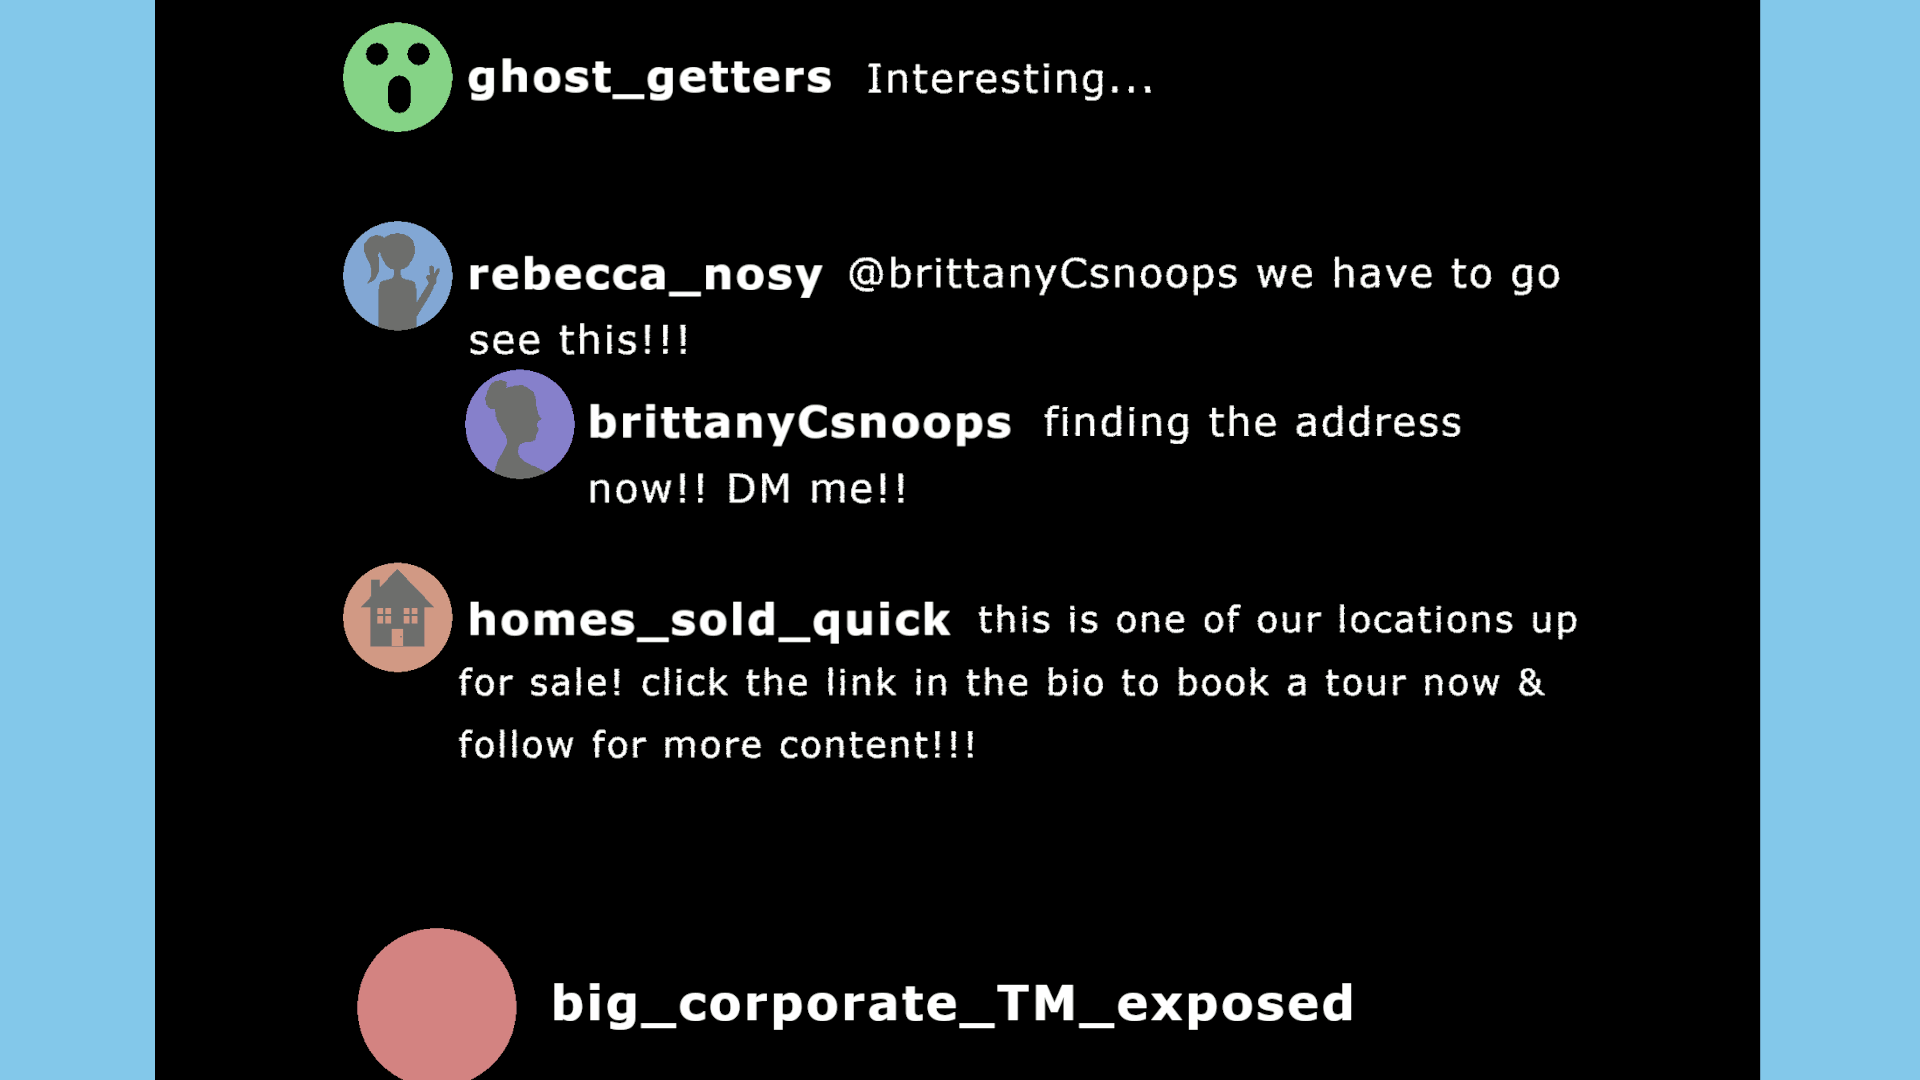 ghost_getters Interesting...
rebecca_nosy @brittanyCsnoops we have to go
see this!!!
brittanyCsnoops finding the address
now!! DM me!!
homes_sold_quick this is one of our locations up
for sale! click the link in the bio to book a tour now &
follow for more content!!!
big_corporate_TM_exposed